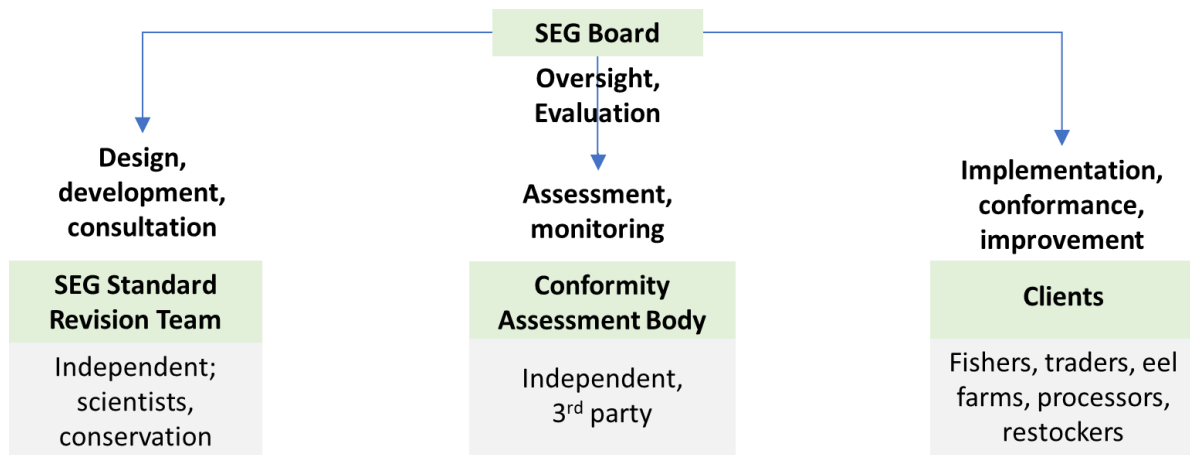 SEG Board
Oversight,
Evaluation
Design,
development,
consultation
SEG Standard
Revision Team
Independent;
scientists,
conservation
Assessment,
monitoring
Conformity
Assessment Body
Independent,
3rd party
Implementation,
conformance,
improvement
Clients
Fishers, traders, eel
farms, processors,
restockers